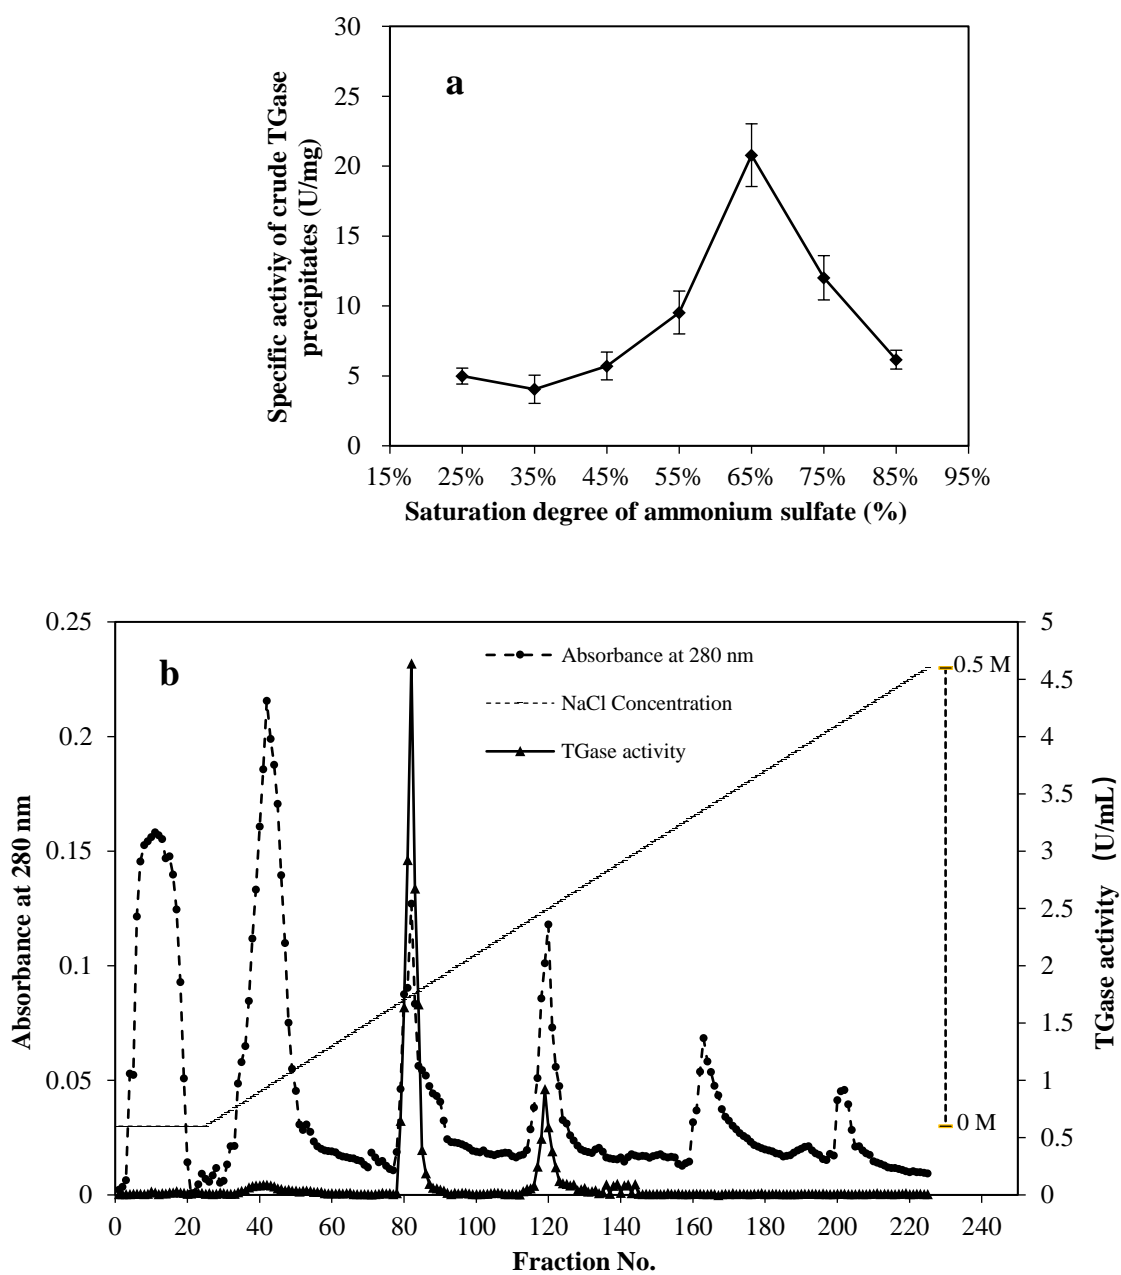 30
25
20
15
10
5
0
Specific activiy of crude TGase
precipitates (U/mg)
a
15% 25% 35% 45% 55% 65% 75% 85% 95%
Saturation degree of ammonium sulfate (%)
0.25
0.2
0.15
0.1
0.05
0
Absorbance at 280 nm
b
Absorbance at 280 nm
NaCl Concentration
TGase activity
0.5 M
0 M
5
4.5
4
3.5
3
2.5
2
1.5
1
0.5
0
TGase activity (U/mL)
0 20 40 60 80 100 120 140 160 180 200 220 240
Fraction No.